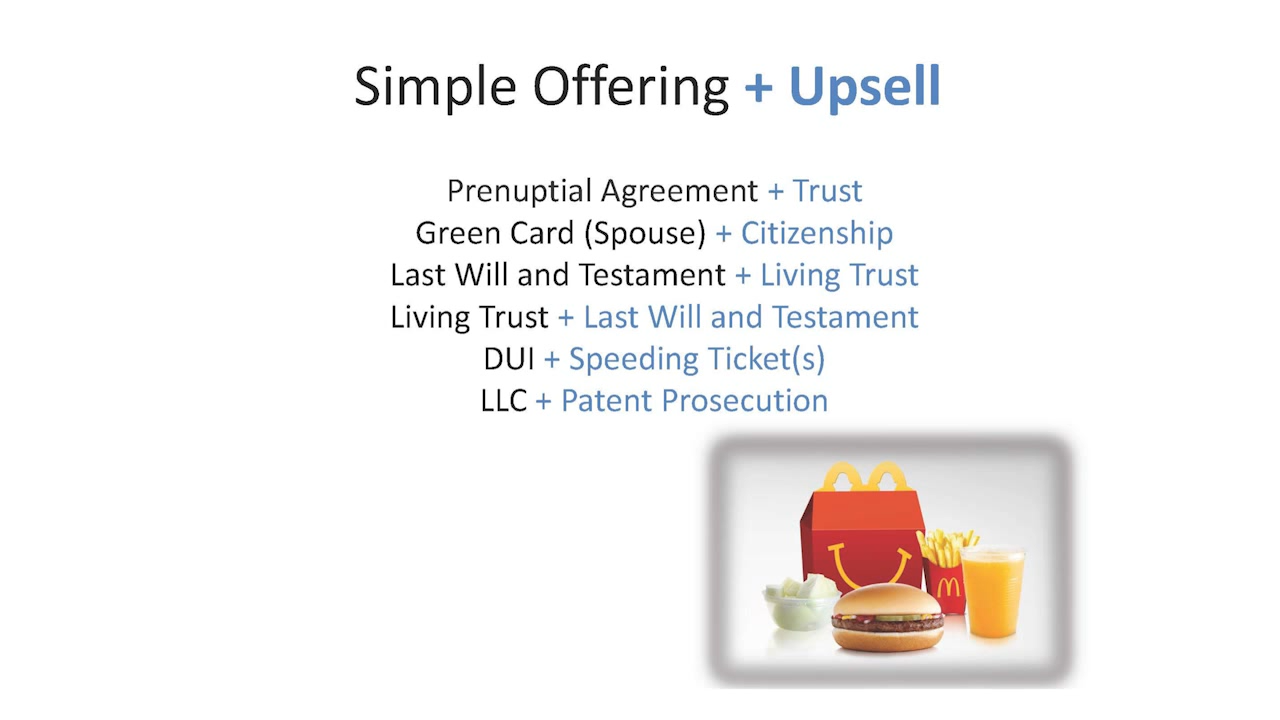 Simple Offering + Upsell
Prenuptial Agreement + Trust
Green Card (Spouse) + Citizenship
Last Will and Testament + Living Trust
Living Trust + Last Will and Testament
DUI + Speeding Ticket(s)
LLC + Patent Prosecution